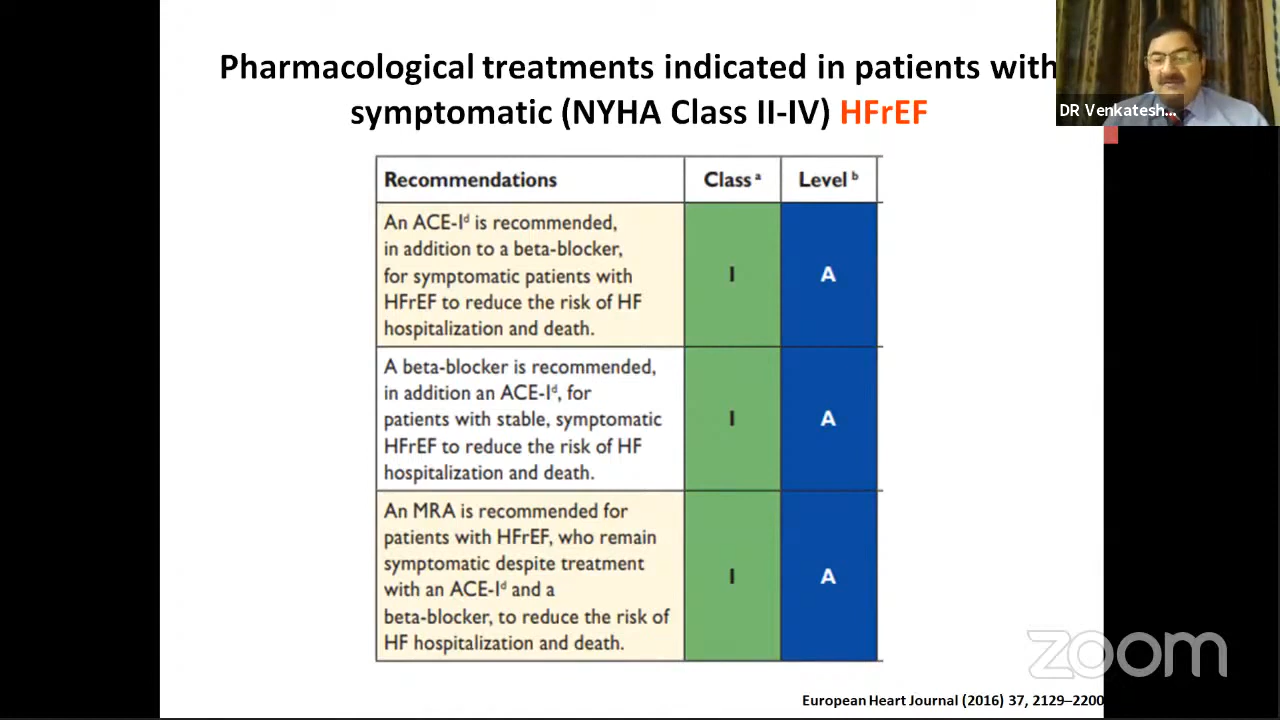 Pharmacological treatments indicated in patients with
symptomatic (NYHA Class II-IV) HFrEF
DR Venkatesh...
Recommendations Class a Level b
An ACE-I d is recommended,
in addition to a beta-blocker,
for symptomatic patients with
HFrEF to reduce the risk of HF
hospitalization and death.
I A
A beta-blocker is recommended,
in addition an ACE-I d, for
patients with stable, symptomatic
HFrEF to reduce the risk of HF
hospitalization and death.
I A
An MRA is recommended for
patients with HFrEF, who remain
symptomatic despite treatment
with an ACE-I d and a
beta-blocker, to reduce the risk of
HF hospitalization and death.
I A
zoom
European Heart Journal (2016) 37, 2129–2200